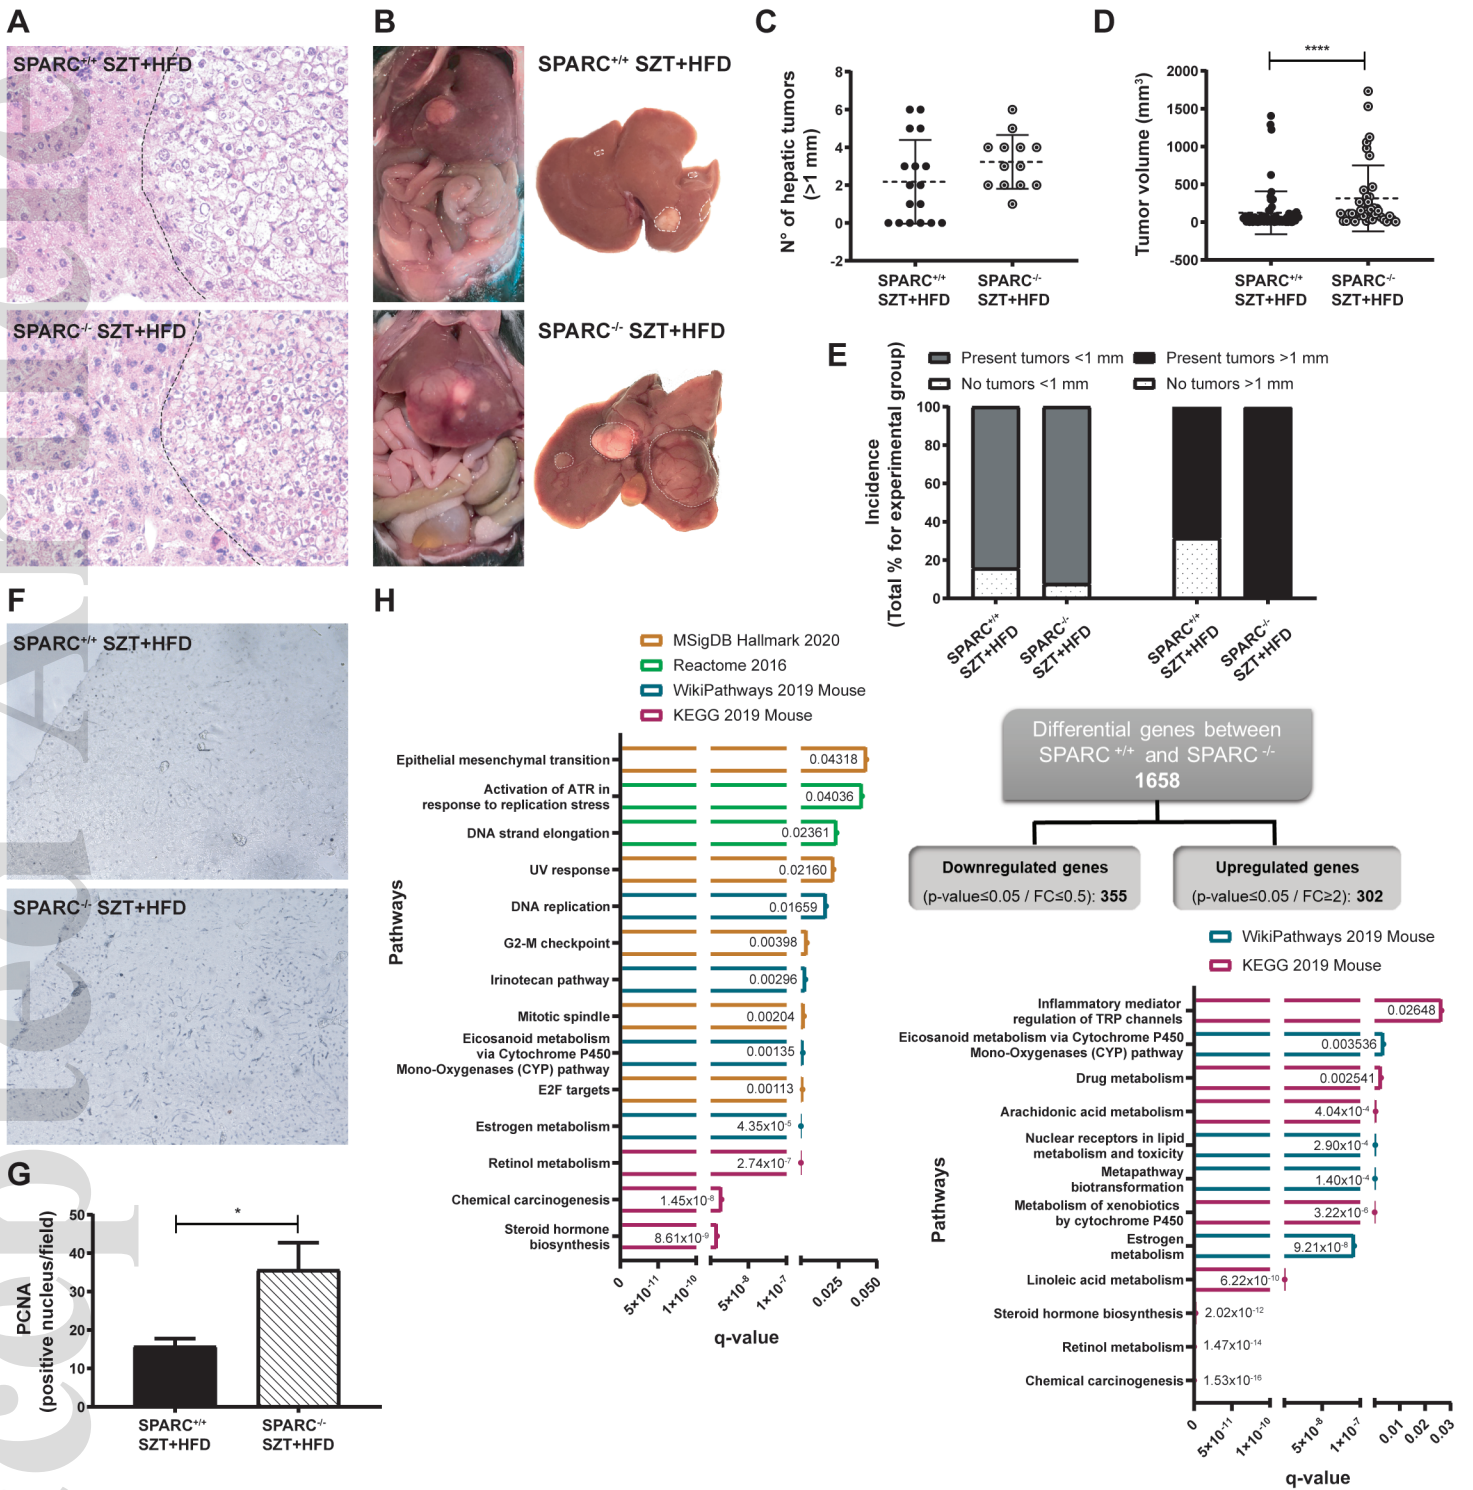 A
SPARC+/+ SZT+HFD
SPARC-/- SZT+HFD
B
SPARC+/+ SZT+HFD
SPARC-/- SZT+HFD
C
N° of hepatic tumors
(>1 mm)
8
6
4
2
0
-2
SPARC+/+
SZT+HFD
SPARC-/-
SZT+HFD
D
****
Tumor volume (mm3)
2000
1500
1000
500
0
-500
SPARC+/+
SZT+HFD
SPARC-/-
SZT+HFD
E
Present tumors <1 mm
Present tumors >1 mm
No tumors <1 mm
No tumors >1 mm
Incidence
(Total % for experimental group)
100
80
60
40
20
0
SPARC+/+
SZT+HFD
SPARC-/-
SZT+HFD
SPARC+/+
SZT+HFD
SPARC-/-
SZT+HFD
F
SPARC+/+ SZT+HFD
SPARC-/- SZT+HFD
G
*
PCNA
(positive nucleus/field)
50
40
30
20
10
0
SPARC+/+
SZT+HFD
SPARC-/-
SZT+HFD
H
MSigDB Hallmark 2020
Reactome 2016
WikiPathways 2019 Mouse
KEGG 2019 Mouse
Pathways
Epithelial mesenchymal transition
0.04318
Activation of ATR in
response to replication stress
0.04036
DNA strand elongation
0.02361
UV response
0.02160
DNA replication
0.01659
G2-M checkpoint
0.00398
Irinotecan pathway
0.00296
Mitotic spindle
0.00204
Eicosanoid metabolism
via Cytochrome P450
Mono-Oxygenases (CYP) pathway
0.00135
E2F targets
0.00113
Estrogen metabolism
4.35x10-5
Retinol metabolism
2.74x10-7
Chemical carcinogenesis
1.45x10-8
Steroid hormone
biosynthesis
8.61x10-9
0
5×10-11
1×10-10
5×10-8
1×10-7
0.025
0.050
q-value
Differential genes between
SPARC +/+ and SPARC -/-
1658
Downregulated genes
(p-value≤0.05 / FC≤0.5): 355
Upregulated genes
(p-value≤0.05 / FC≥2): 302
WikiPathways 2019 Mouse
KEGG 2019 Mouse
Pathways
Inflammatory mediator
regulation of TRP channels
0.02648
Eicosanoid metabolism via Cytochrome P450
Mono-Oxygenases (CYP) pathway
0.003536
Drug metabolism
0.002541
Arachidonic acid metabolism
4.04x10-4
Nuclear receptors in lipid
metabolism and toxicity
2.90x10-4
Metapathway
biotransformation
1.40x10-4
Metabolism of xenobiotics
by cytochrome P450
3.22x10-6
Estrogen
metabolism
9.21x10-8
Linoleic acid metabolism
6.22x10-10
Steroid hormone biosynthesis
2.02x10-12
Retinol metabolism
1.47x10-14
Chemical carcinogenesis
1.53x10-16
0
5×10-11
1×10-10
5×10-8
1×10-7
0.01
0.02
0.03
q-value